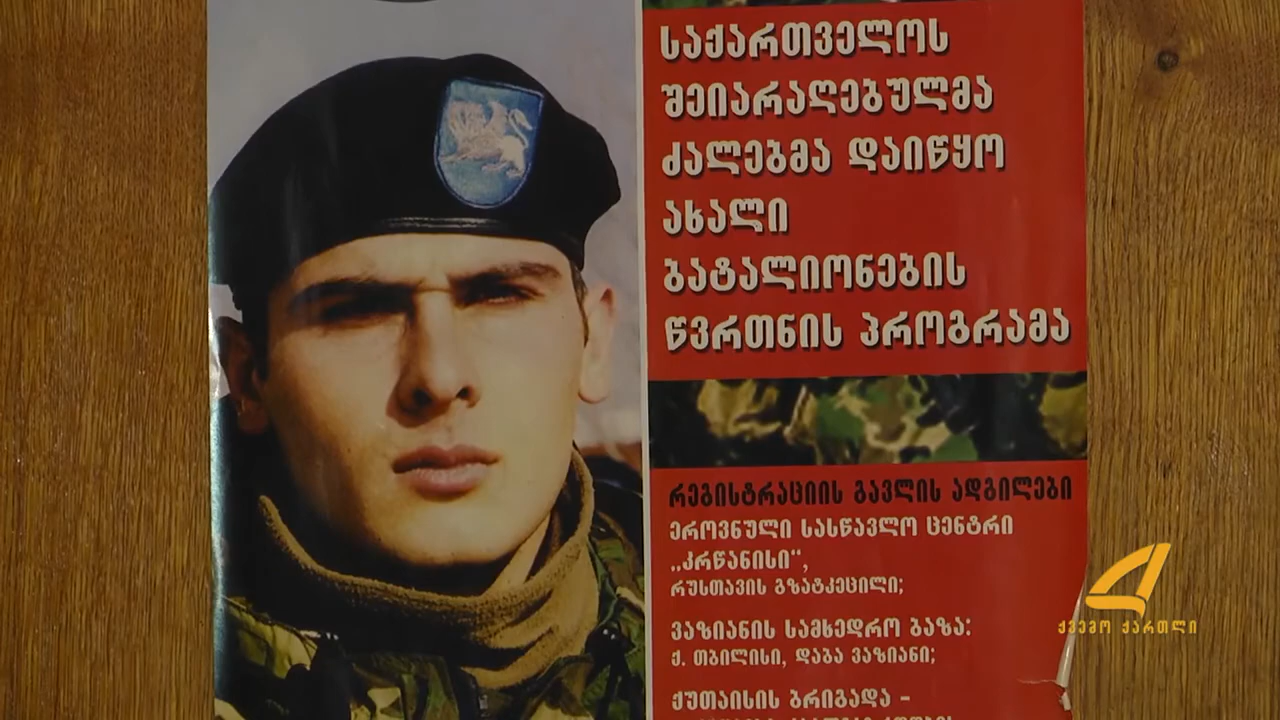 საქართველოს
შეიარაღებულმა
ძალებმა დაიწყო
ახალი
ბატალიონების
წვრთნის პროგრამა
რეგისტრაციის გავლის ადგილები
ეროვნული სასწავლო ცენტრი
„კრწანისი“,
რუსთავის გზატკეცილი;
ვაზიანის სამხედრო ბაზა:
ქ. თბილისი, დაბა ვაზიანი;
ქუთაისის ბრიგადა –
ქვემო ქართლი